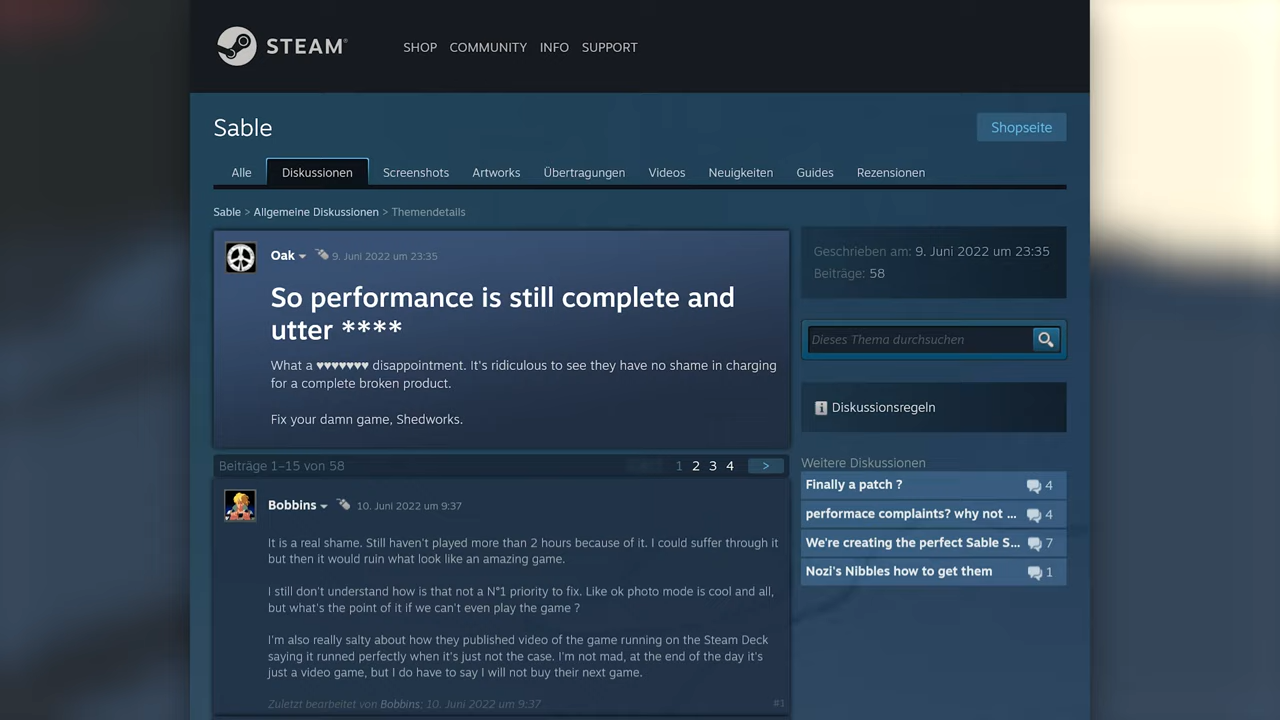 STEAM®
SHOP COMMUNITY INFO SUPPORT
Sable
Shopseite
Alle Diskussionen Screenshots Artworks Übertragungen Videos Neuigkeiten Guides Rezensionen
Sable > Allgemeine Diskussionen > Themendetails
Oak 9. Juni 2022 um 23:35
So performance is still complete and
utter ****
What a ♥♥♥♥♥♥♥ disappointment. It's ridiculous to see they have no shame in charging
for a complete broken product.
Fix your damn game, Shedworks.
Beiträge 1–15 von 58
1 2 3 4 >
Bobbins 10. Juni 2022 um 9:37
It is a real shame. Still haven't played more than 2 hours because of it. I could suffer through it
but then it would ruin what look like an amazing game.
I still don't understand how is that not a N°1 priority to fix. Like ok photo mode is cool and all,
but what's the point of it if we can't even play the game ?
I'm also really salty about how they published video of the game running on the Steam Deck
saying it runned perfectly when it's just not the case. I'm not mad, at the end of the day it's
just a video game, but I do have to say I will not buy their next game.
Zuletzt bearbeitet von Bobbins; 10. Juni 2022 um 9:37
#1
Geschrieben am: 9. Juni 2022 um 23:35
Beiträge: 58
Dieses Thema durchsuchen
Diskussionsregeln
Weitere Diskussionen
Finally a patch ? 4
performace complaints? why not ... 4
We're creating the perfect Sable S... 7
Nozi's Nibbles how to get them 1